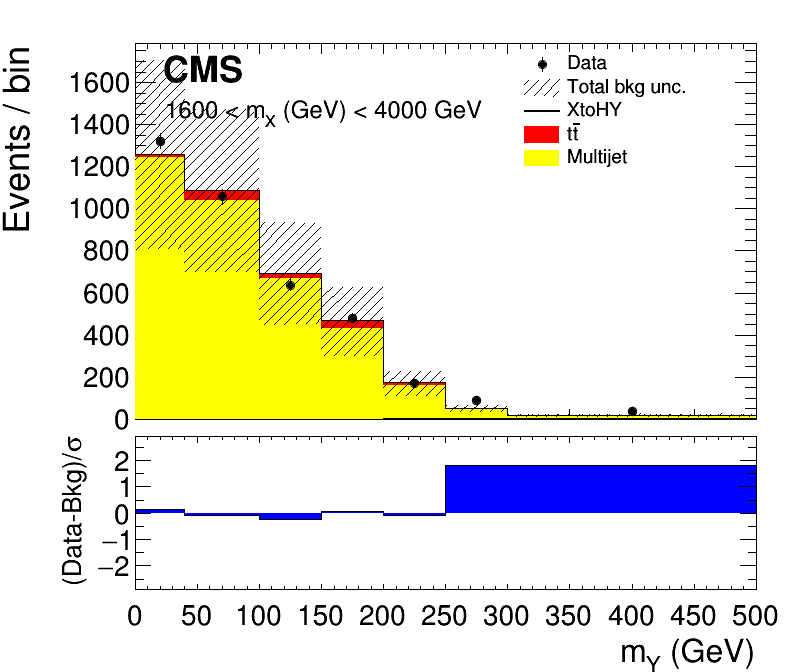 CMS
1600 < mX (GeV) < 4000 GeV
Data
Total bkg unc.
XtoHY
tt̄
Multijet
Events / bin
1600
1400
1200
1000
800
600
400
200
0
(Data-Bkg)/σ
2
1
0
−1
−2
0 50 100 150 200 250 300 350 400 450 500
mY (GeV)